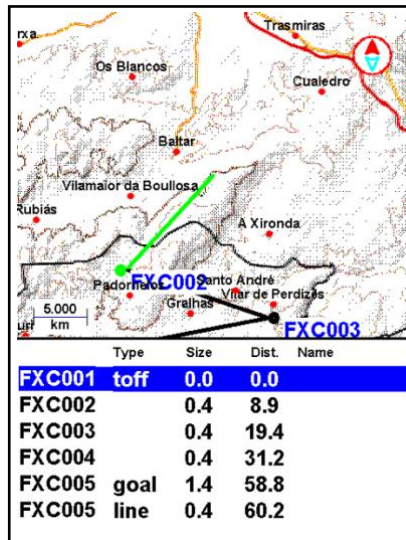 Trasmiras
rxa
Os Blancos
Cualedro
Baltar
Vilamaior da Boullosa
Rubiás
A Xironda
FXC002
Santo André
Padornelos
Vilar de Perdizes
Gralhas
5.000
km
FXC003
Type Size Dist. Name
FXC001 toff 0.0 0.0
FXC002 0.4 8.9
FXC003 0.4 19.4
FXC004 0.4 31.2
FXC005 goal 1.4 58.8
FXC005 line 0.4 60.2